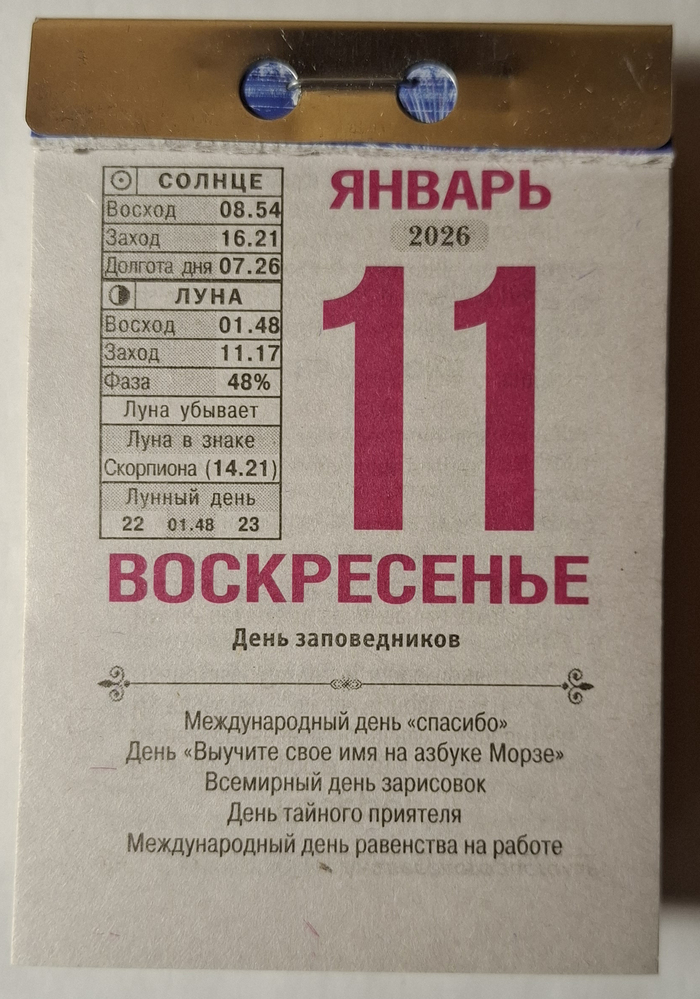 СОЛНЦЕ
Восход 08.54
Заход 16.21
Долгота дня 07.26
ЛУНА
Восход 01.48
Заход 11.17
Фаза 48%
Луна убывает
Луна в знаке
Скорпиона (14.21)
Лунный день
22 01.48 23
ЯНВАРЬ
2026
11
ВОСКРЕСЕНЬЕ
День заповедников
Международный день «спасибо»
День «Выучите свое имя на азбуке Морзе»
Всемирный день зарисовок
День тайного приятеля
Международный день равенства на работе